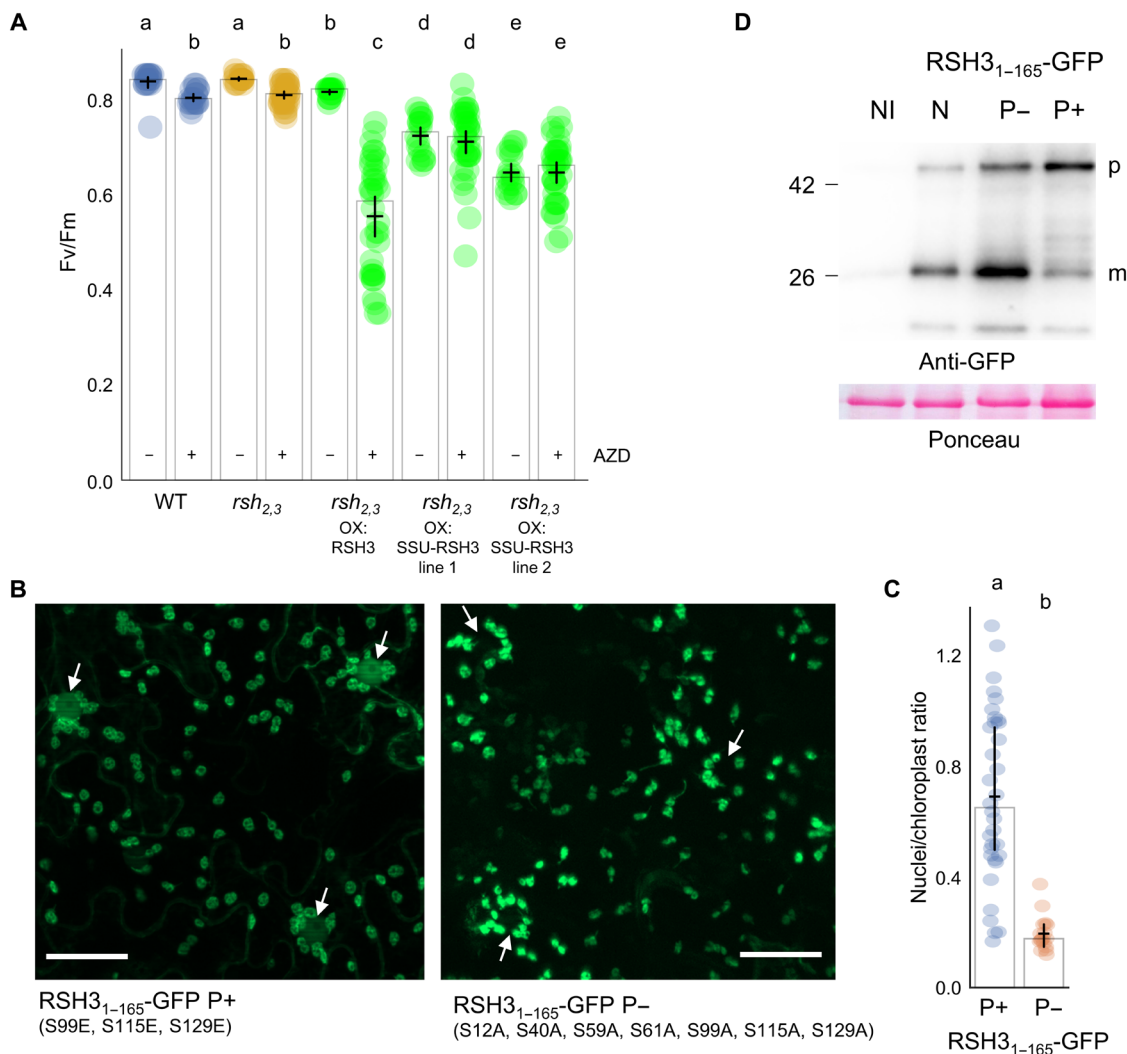 A
a a b d e
b b c d e
Fv/Fm
0.8
0.6
0.4
0.2
0.0
– + – + – + – + – + AZD
WT
rsh2,3
rsh2,3
OX:
RSH3
rsh2,3
OX:
SSU-RSH3
line 1
rsh2,3
OX:
SSU-RSH3
line 2
D
RSH31–165-GFP
NI N P– P+
42
26
p
m
Anti-GFP
Ponceau
B
RSH31–165-GFP P+
(S99E, S115E, S129E)
RSH31–165-GFP P–
(S12A, S40A, S59A, S61A, S99A, S115A, S129A)
C
a
b
Nuclei/chloroplast ratio
1.2
0.8
0.4
0.0
P+ P–
RSH31–165-GFP